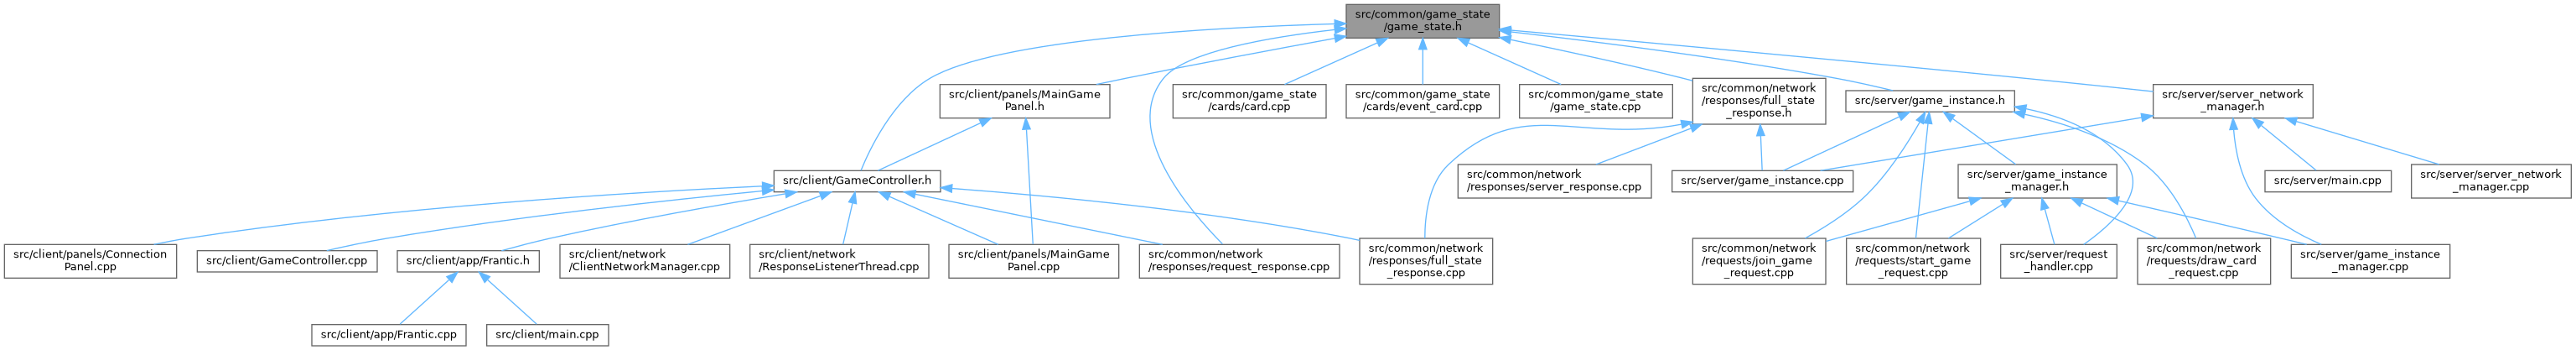 src/common/game_state
/game_state.h
src/client/panels/MainGame
Panel.h
src/common/game_state
/cards/card.cpp
src/common/game_state
/cards/event_card.cpp
src/common/game_state
/game_state.cpp
src/common/network
/responses/full_state
_response.h
src/server/game_instance.h
src/server/server_network
_manager.h
src/client/GameController.h
src/common/network
/responses/server_response.cpp
src/server/game_instance.cpp
src/server/game_instance
_manager.h
src/server/main.cpp
src/server/server_network
_manager.cpp
src/client/panels/Connection
Panel.cpp
src/client/GameController.cpp
src/client/app/Frantic.h
src/client/network
/ClientNetworkManager.cpp
src/client/network
/ResponseListenerThread.cpp
src/client/panels/MainGame
Panel.cpp
src/common/network
/responses/request_response.cpp
src/common/network
/responses/full_state
_response.cpp
src/common/network
/requests/join_game
_request.cpp
src/common/network
/requests/start_game
_request.cpp
src/server/request
_handler.cpp
src/common/network
/requests/draw_card
_request.cpp
src/server/game_instance
_manager.cpp
src/client/app/Frantic.cpp
src/client/main.cpp